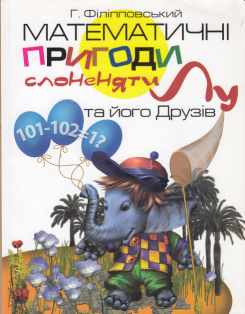 Г. Філіпповський
МАТЕМАТИЧНІ
ПРИГОДИ
слоненяти Лу
та його Друзів
101-102=1?